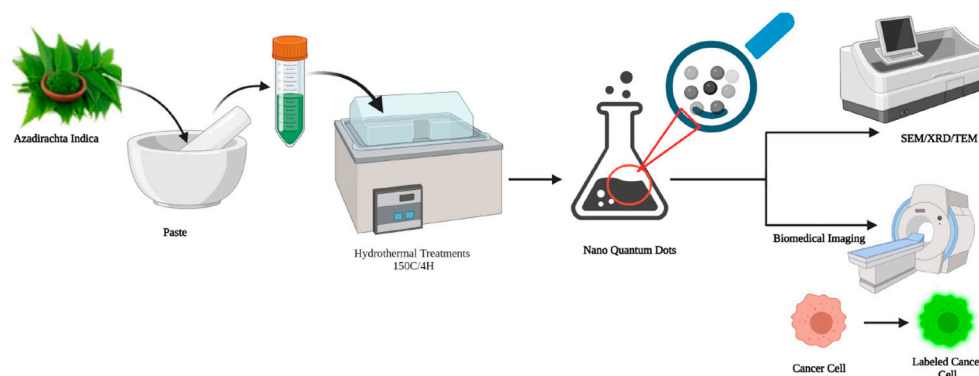 Azadirachta Indica
Paste
Hydrothermal Treatments
150C/4H
Nano Quantum Dots
SEM/XRD/TEM
Biomedical Imaging
Cancer Cell
Labeled Cance
Cell